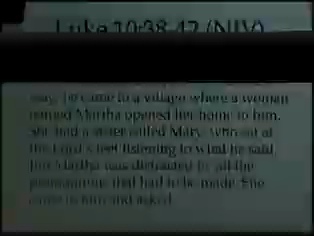 Luke 10:38-42 (NIV)
way, he came to a village where a woman
named Martha opened her home to him.
She had a sister called Mary, who sat at
the Lord's feet listening to what he said.
But Martha was distracted by all the
preparations that had to be made. She
came to him and asked